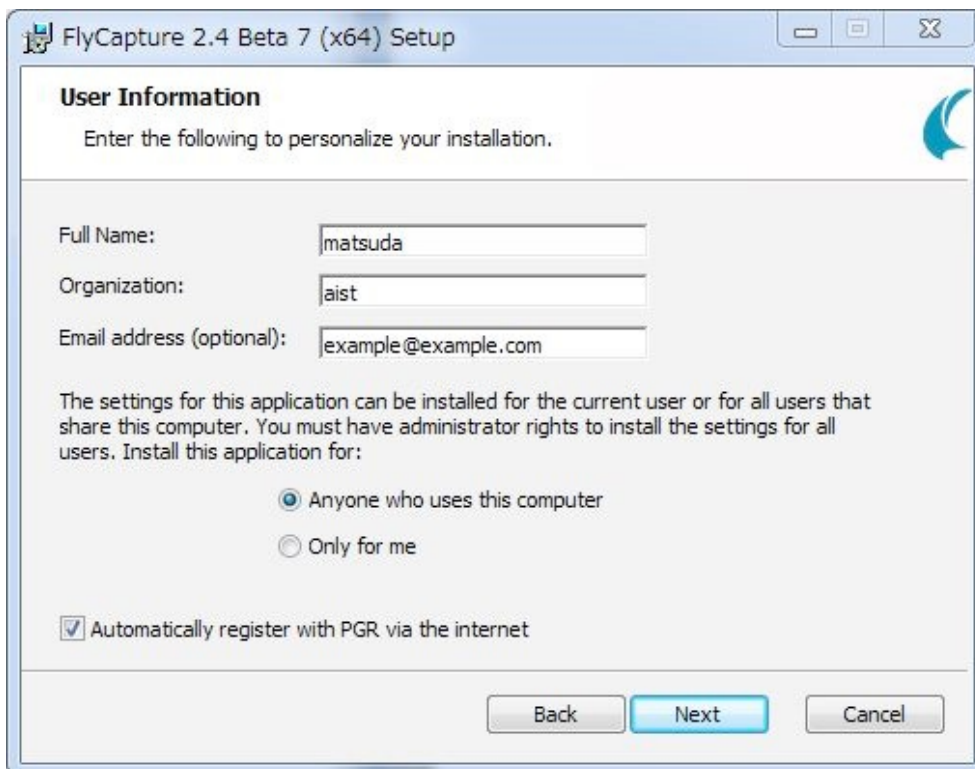 FlyCapture 2.4 Beta 7 (x64) Setup
User Information
Enter the following to personalize your installation.
Full Name:
matsuda
Organization:
aist
Email address (optional):
example@example.com
The settings for this application can be installed for the current user or for all users that
share this computer. You must have administrator rights to install the settings for all
users. Install this application for:
Anyone who uses this computer
Only for me
Automatically register with PGR via the internet
Back
Next
Cancel